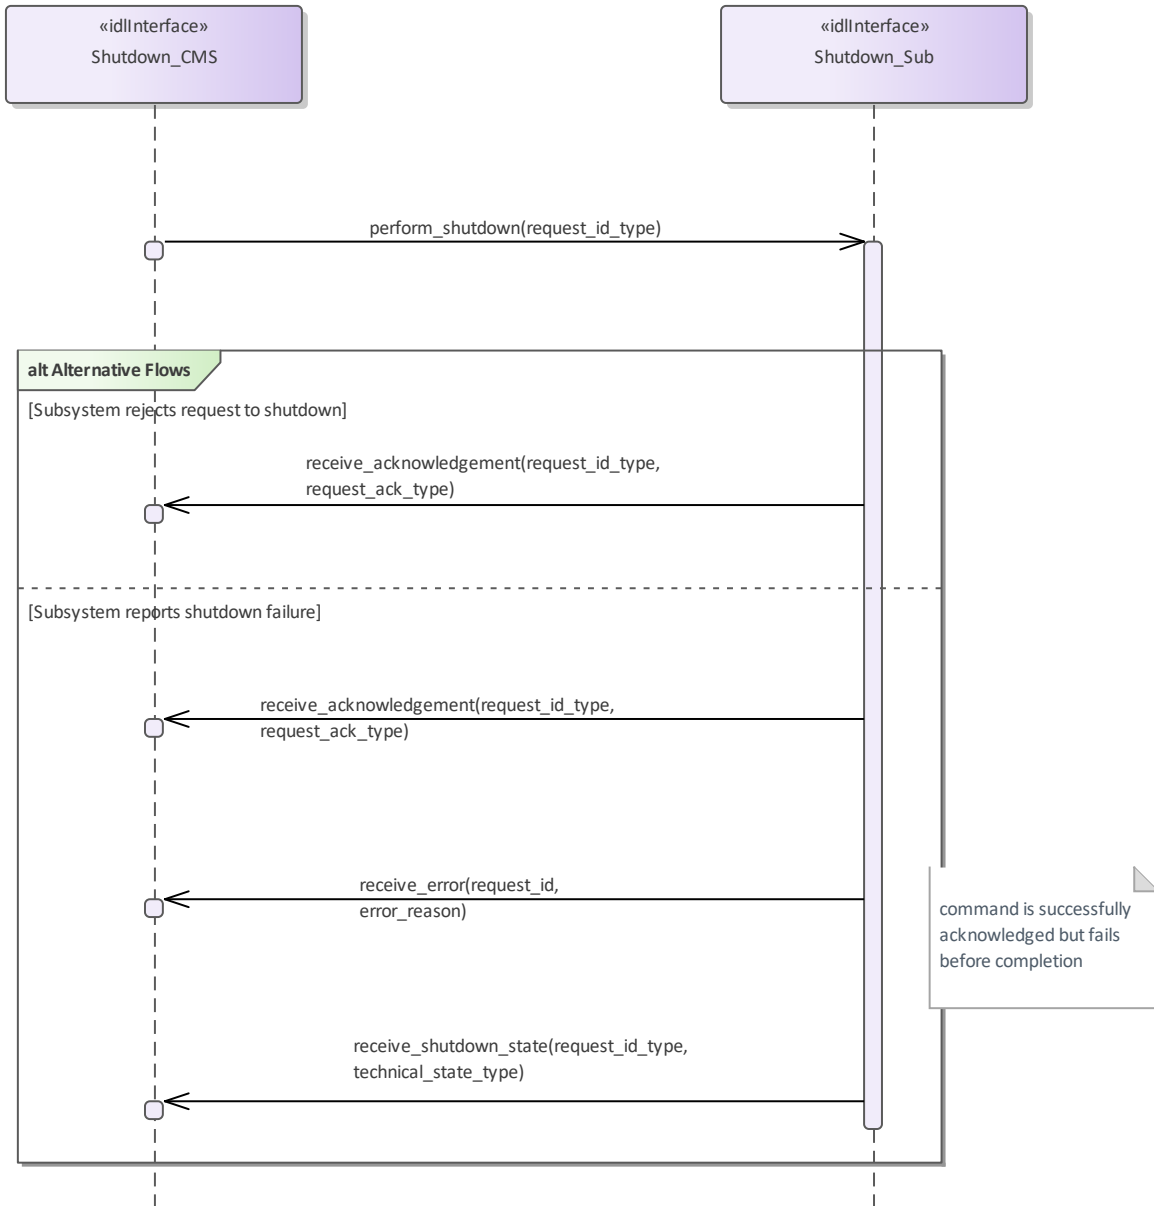 «idlInterface»
Shutdown_CMS
«idlInterface»
Shutdown_Sub
perform_shutdown(request_id_type)
alt Alternative Flows
[Subsystem rejects request to shutdown]
receive_acknowledgement(request_id_type,
request_ack_type)
[Subsystem reports shutdown failure]
receive_acknowledgement(request_id_type,
request_ack_type)
receive_error(request_id,
error_reason)
command is successfully
acknowledged but fails
before completion
receive_shutdown_state(request_id_type,
technical_state_type)